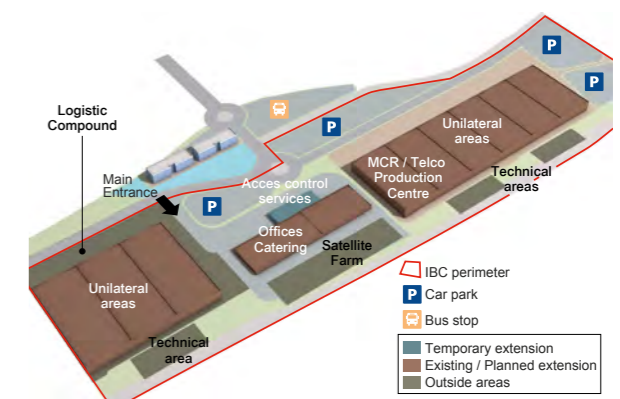 P
P
P
Logistic
Compound
Unilateral
areas
MCR / Telco
Production
Centre
Technical
areas
Main
Entrance
Acces control
services
P
Offices
Catering
Satellite
Farm
Unilateral
areas
Technical
area
IBC perimeter
P Car park
Bus stop
Temporary extension
Existing / Planned extension
Outside areas